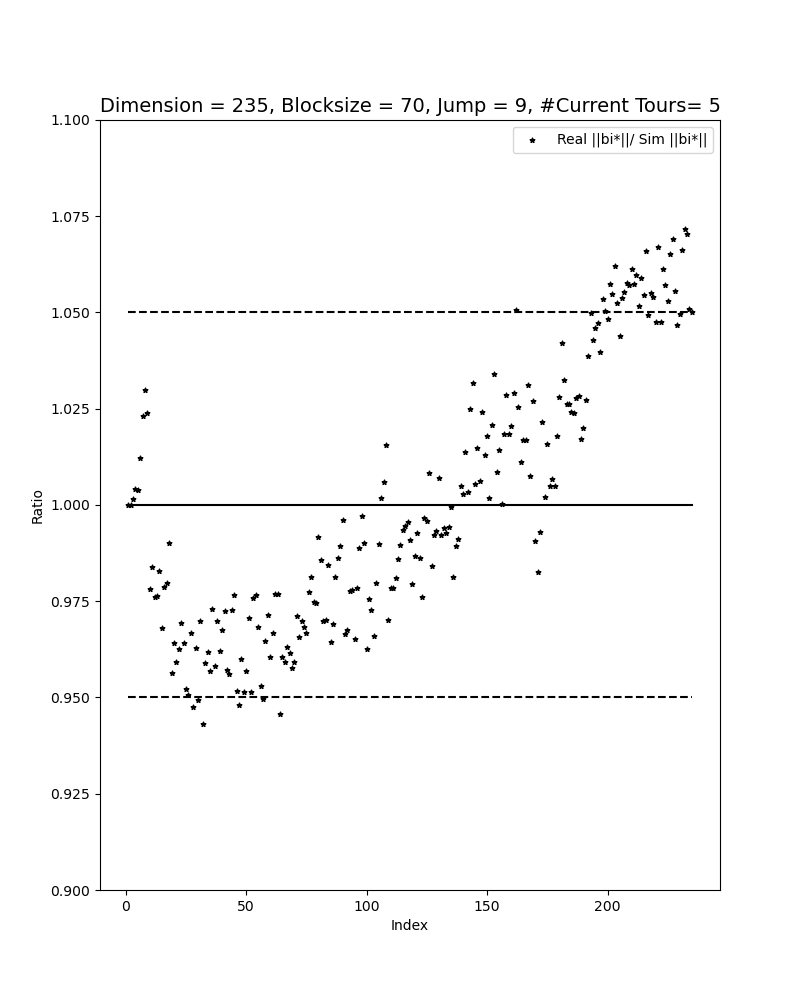 Dimension = 235, Blocksize = 70, Jump = 9, #Current Tours= 5
Real ||bi*||/ Sim ||bi*||
1.100
1.075
1.050
1.025
1.000
0.975
0.950
0.925
0.900
Ratio
0 50 100 150 200
Index